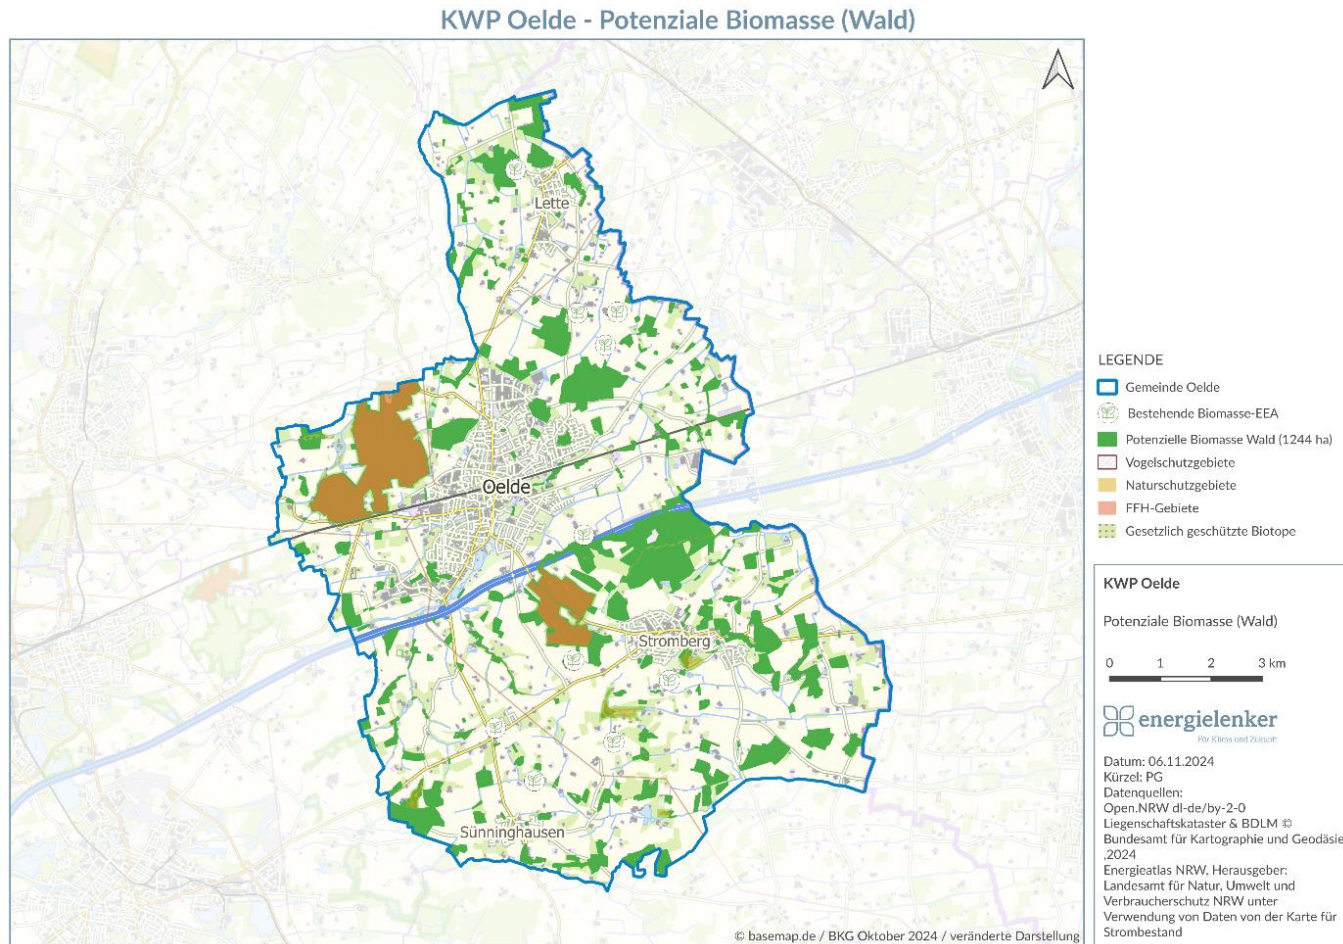 KWP Oelde - Potenziale Biomasse (Wald)
Lette
Oelde
Stromberg
Sünninghausen
© basemap.de / BKG Oktober 2024 / veränderte Darstellung
LEGENDE
Gemeinde Oelde
Bestehende Biomasse-EEA
Potenzielle Biomasse Wald (1244 ha)
Vogelschutzgebiete
Naturschutzgebiete
FFH-Gebiete
Gesetzlich geschützte Biotope
KWP Oelde
Potenziale Biomasse (Wald)
0 1 2 3 km
energielenker
Für Klima und Zukunft
Datum: 06.11.2024
Kürzel: PG
Datenquellen:
Open.NRW dl-de/by-2-0
Liegenschaftskataster & BDLM ©
Bundesamt für Kartographie und Geodäsie
,2024
Energieatlas NRW, Herausgeber:
Landesamt für Natur, Umwelt und
Verbraucherschutz NRW unter
Verwendung von Daten von der Karte für
Strombestand